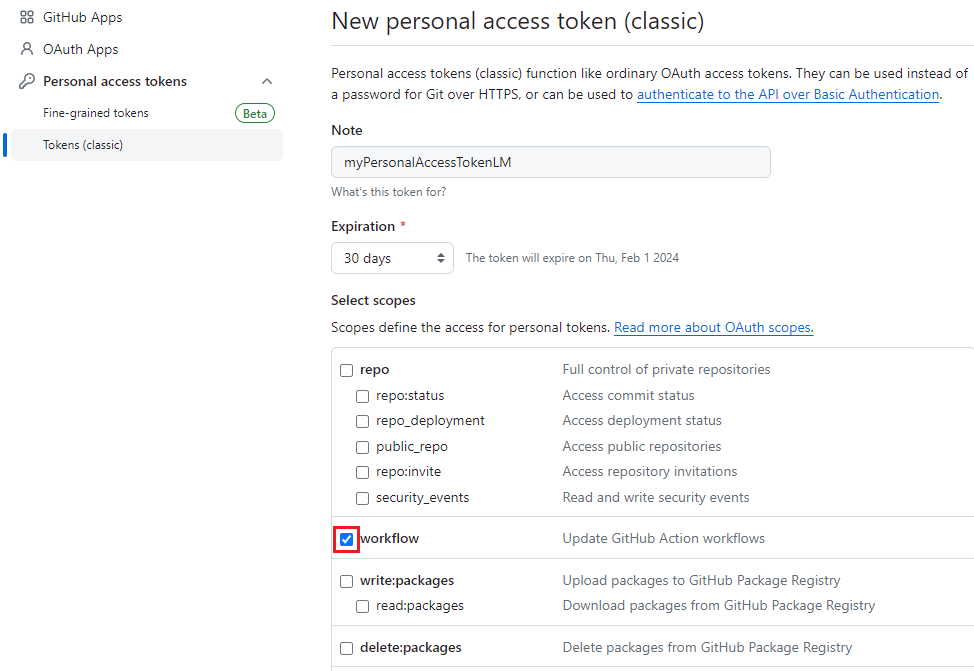 GitHub Apps
OAuth Apps
Personal access tokens
Fine-grained tokens Beta
Tokens (classic)
New personal access token (classic)
Personal access tokens (classic) function like ordinary OAuth access tokens. They can be used instead of
a password for Git over HTTPS, or can be used to authenticate to the API over Basic Authentication.
Note
myPersonalAccessTokenLM
What's this token for?
Expiration *
30 days The token will expire on Thu, Feb 1 2024
Select scopes
Scopes define the access for personal tokens. Read more about OAuth scopes.
repo Full control of private repositories
repo:status Access commit status
repo_deployment Access deployment status
public_repo Access public repositories
repo:invite Access repository invitations
security_events Read and write security events
workflow Update GitHub Action workflows
write:packages Upload packages to GitHub Package Registry
read:packages Download packages from GitHub Package Registry
delete:packages Delete packages from GitHub Package Registry